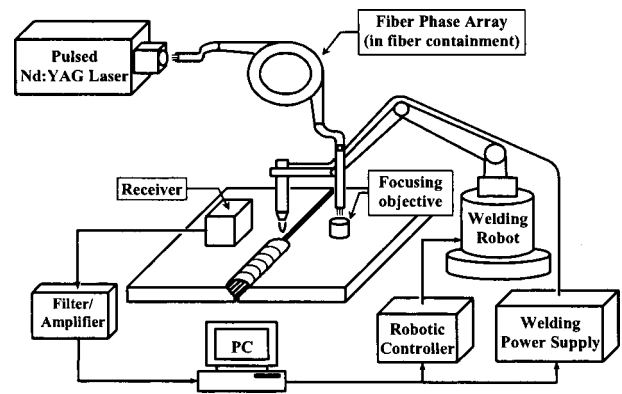 Pulsed
Nd:YAG Laser
Fiber Phase Array
(in fiber containment)
Receiver
Focusing
objective
Welding
Robot
Filter/
Amplifier
PC
Robotic
Controller
Welding
Power Supply